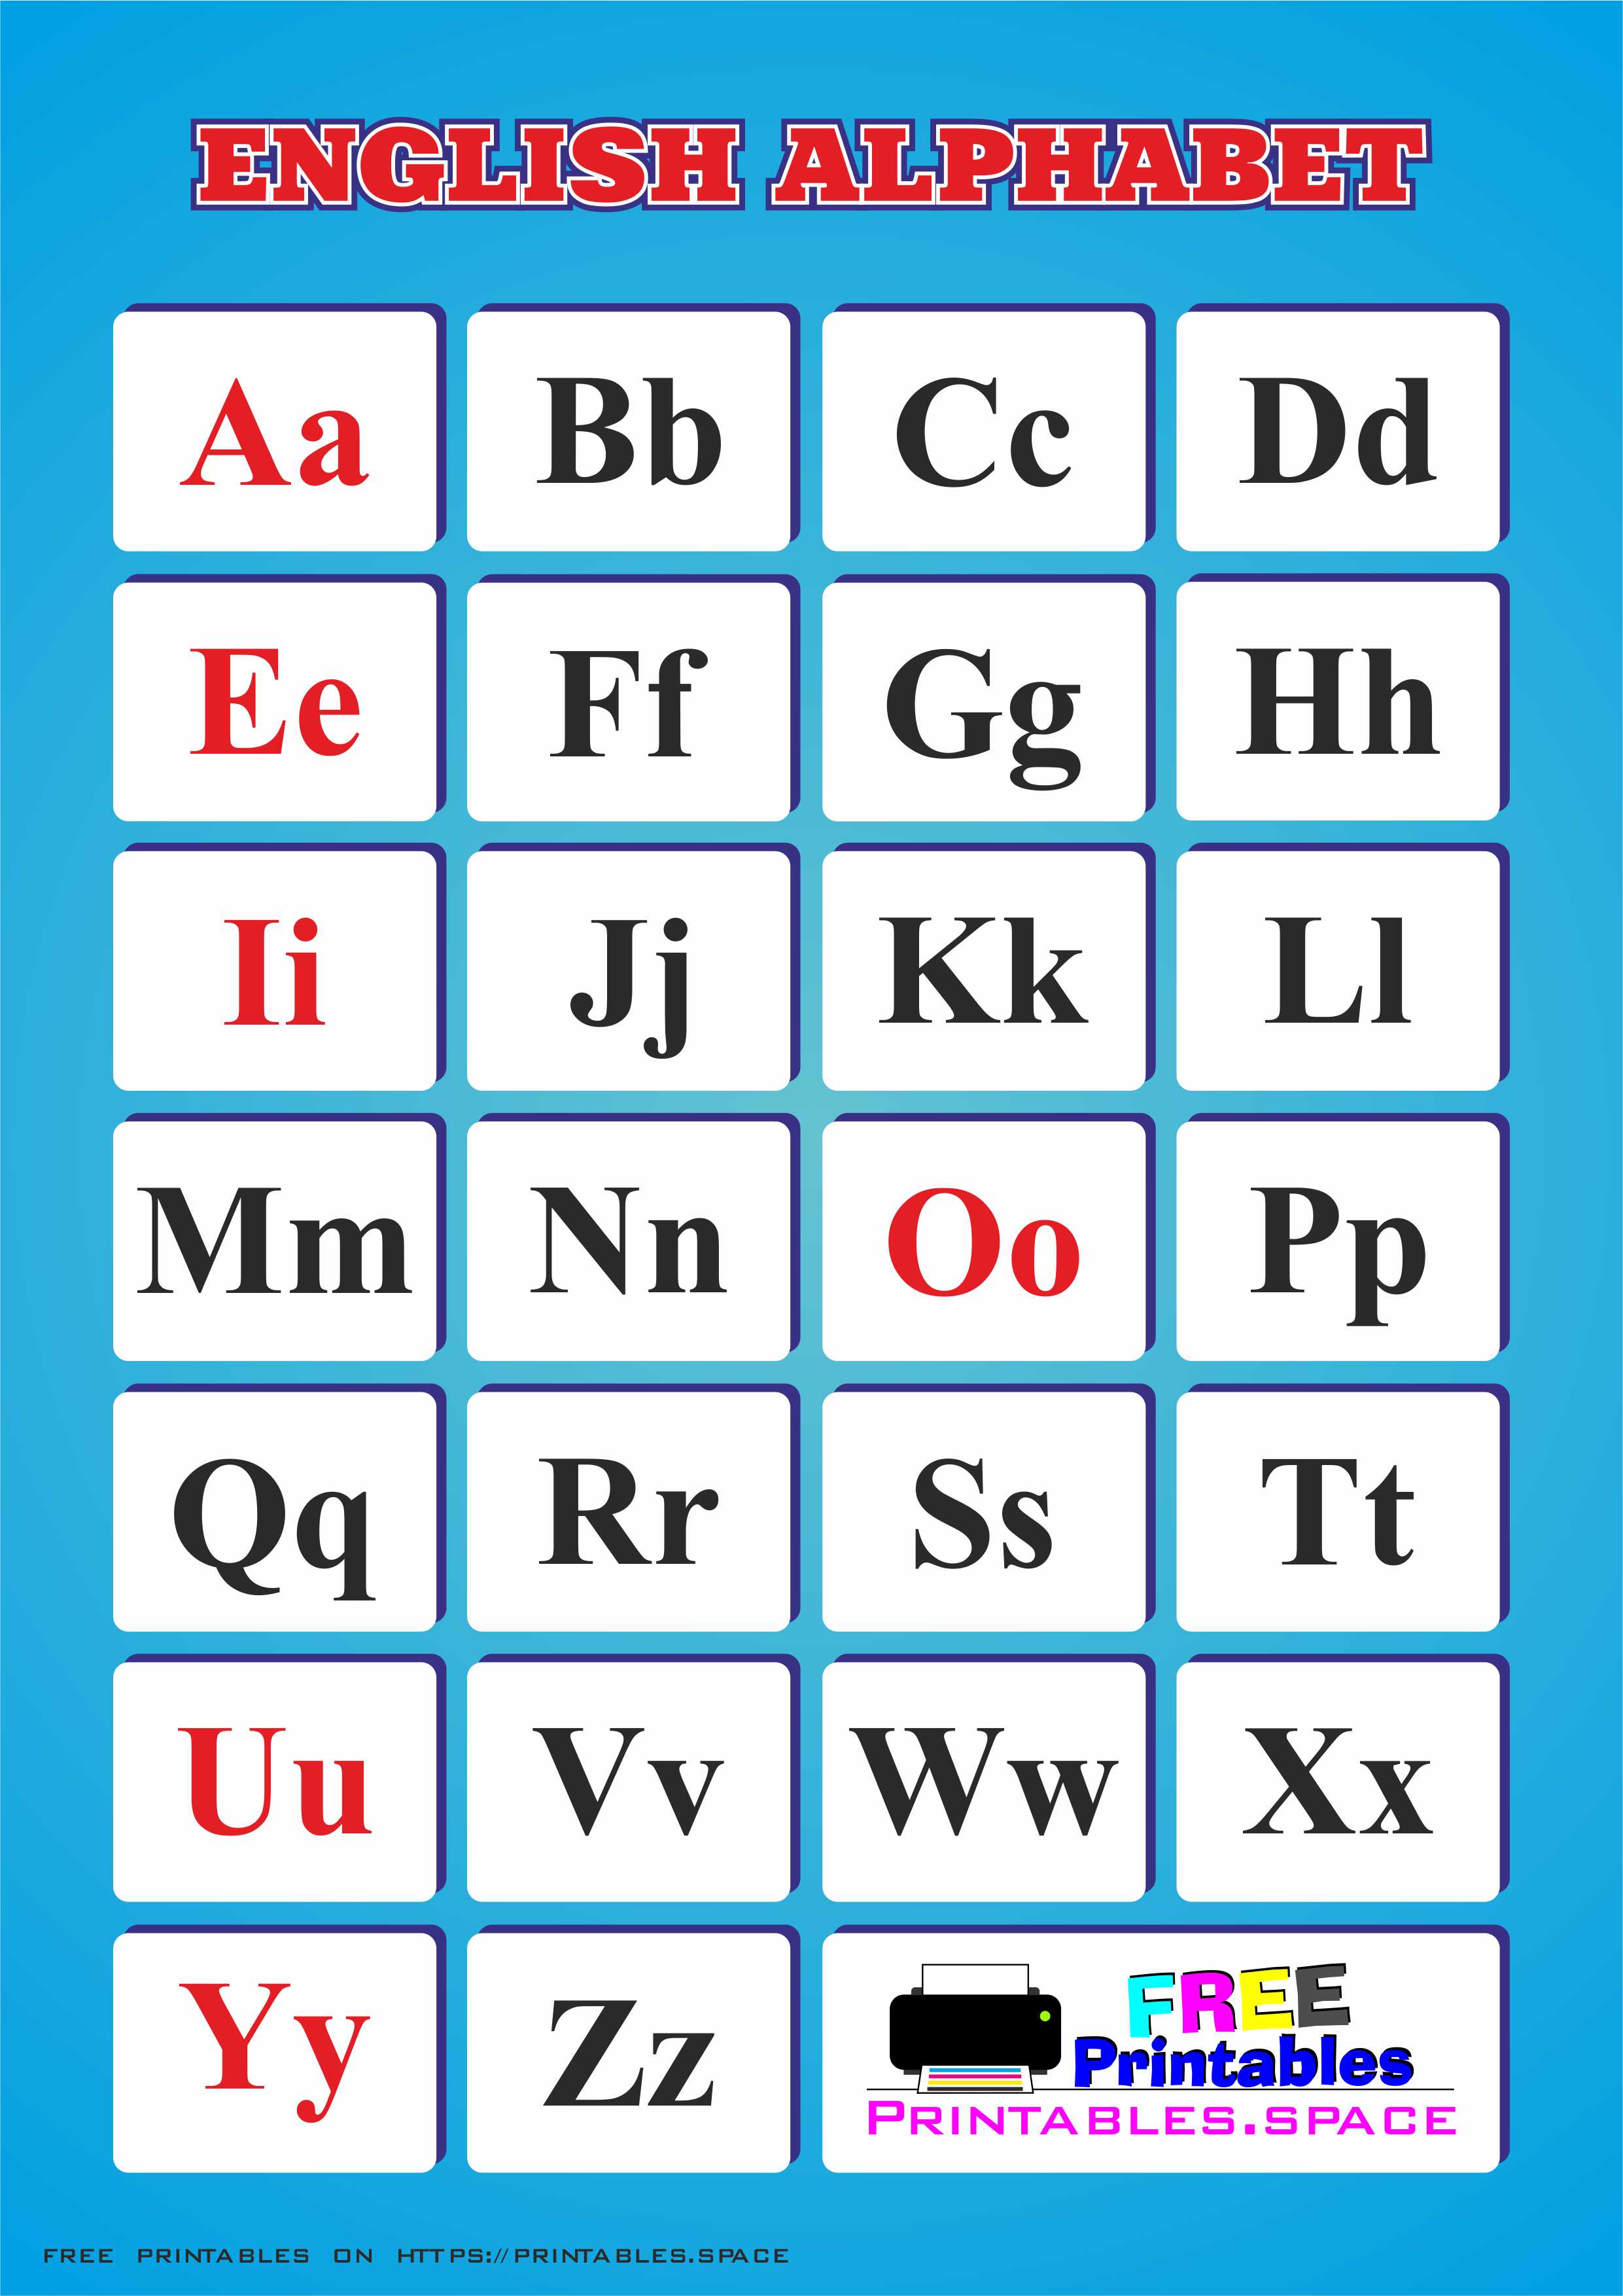 ENGLISH ALPHABET
Aa Bb Cc Dd
Ee Ff Gg Hh
Ii Jj Kk Ll
Mm Nn Oo Pp
Qq Rr Ss Tt
Uu Vv Ww Xx
Yy Zz
FREE
Printables
PRINTABLES.SPACE
FREE PRINTABLES ON HTTPS://PRINTABLES.SPACE